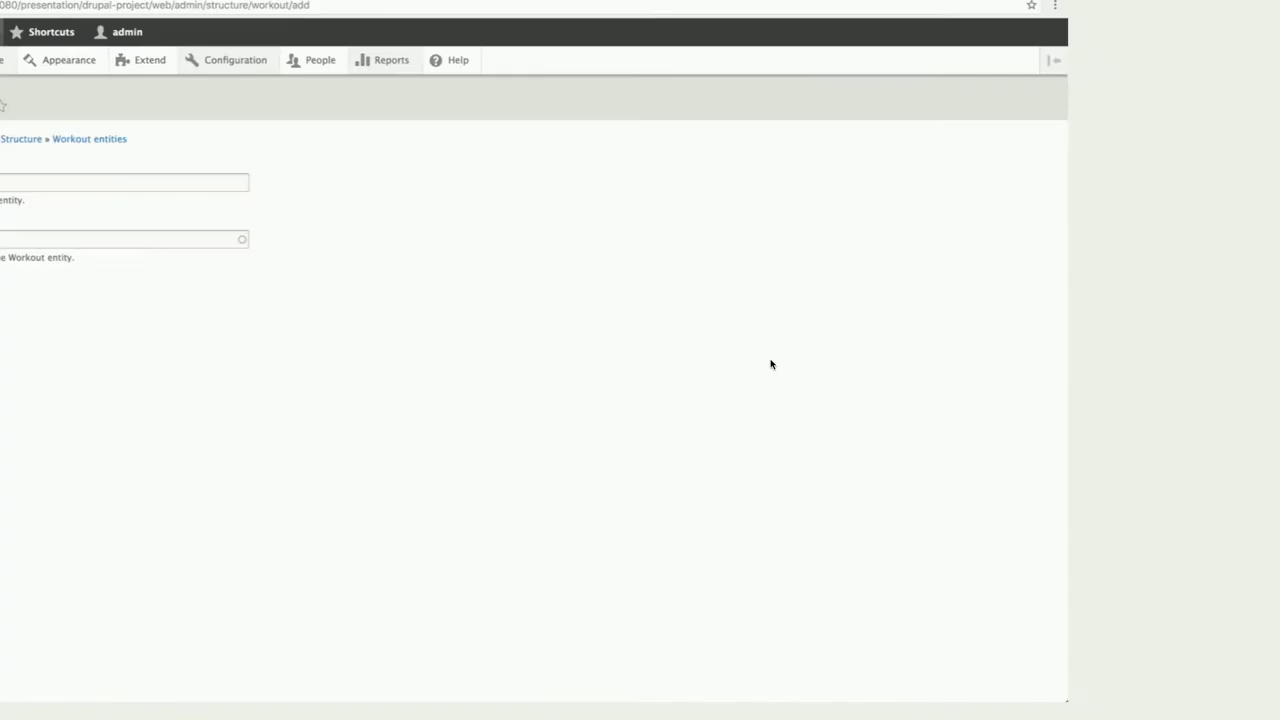 080/presentation/drupal-project/web/admin/structure/workout/add
Shortcuts admin
e Appearance Extend Configuration People Reports Help
Structure » Workout entities
entity.
e Workout entity.